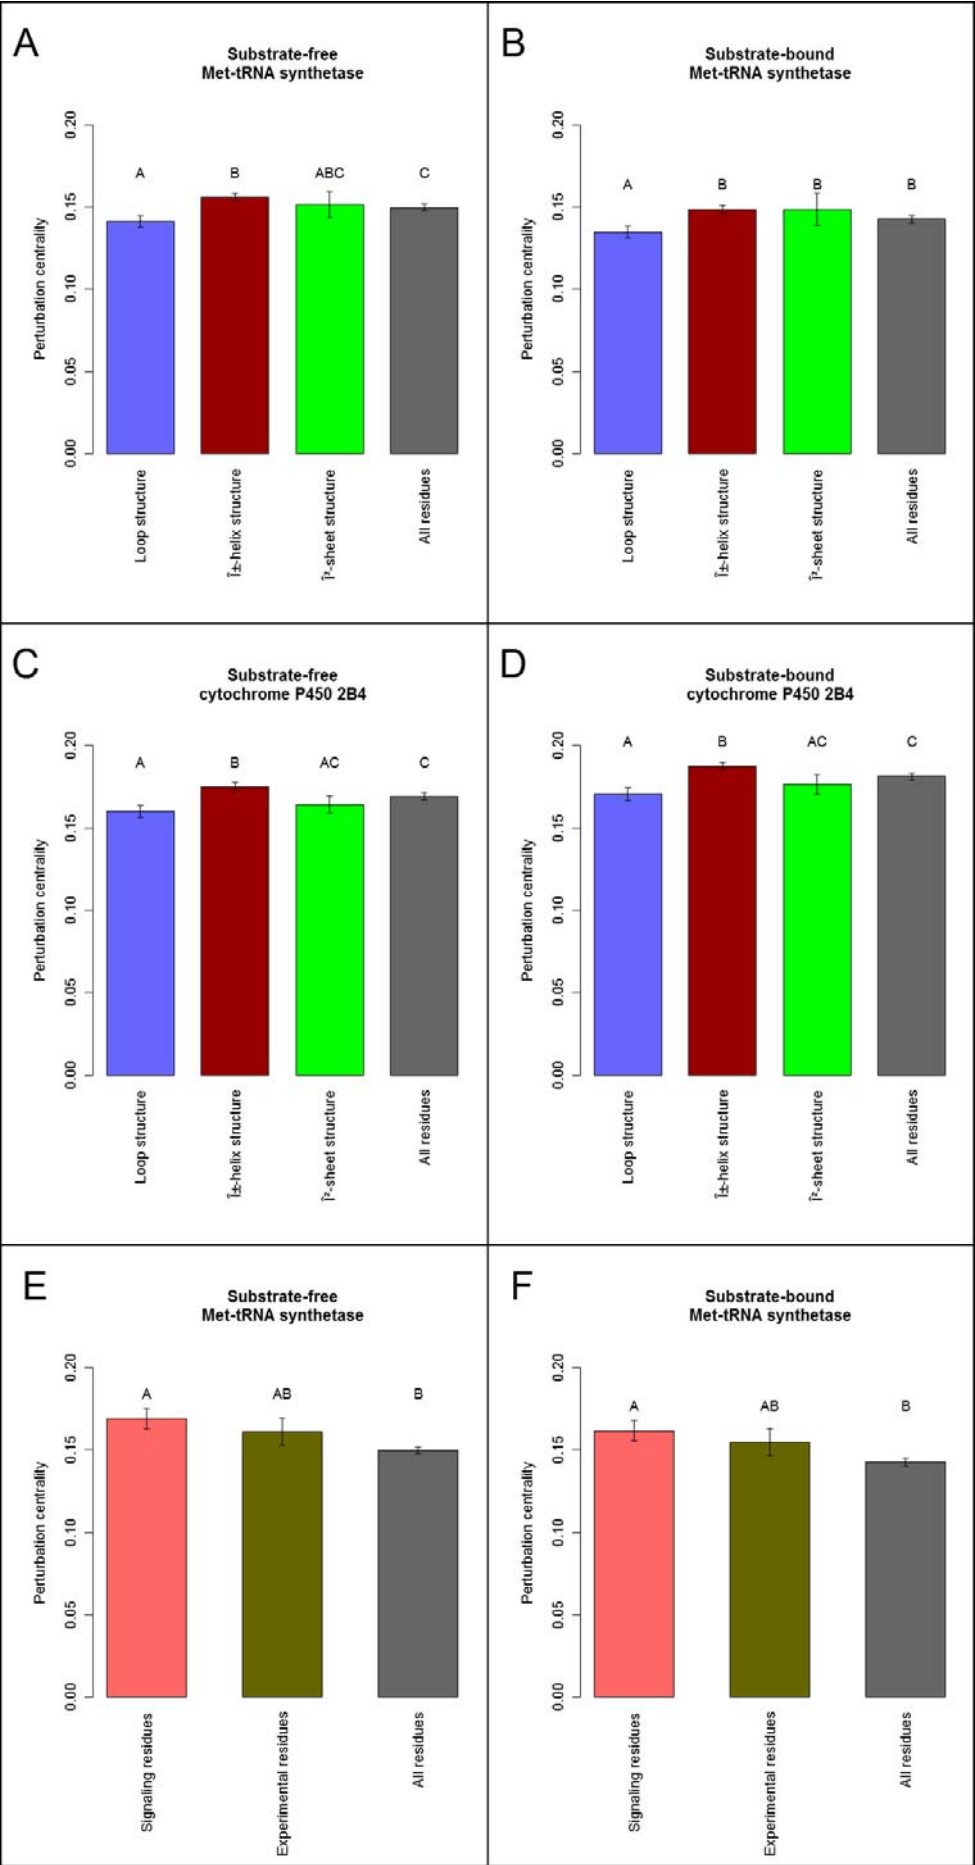 A
Substrate-free
Met-tRNA synthetase
Perturbation centrality
0.00
0.05
0.10
0.15
0.20
A
B
ABC
C
Loop structure
Î±-helix structure
Î²-sheet structure
All residues
B
Substrate-bound
Met-tRNA synthetase
Perturbation centrality
0.00
0.05
0.10
0.15
0.20
A
B
B
B
Loop structure
Î±-helix structure
Î²-sheet structure
All residues
C
Substrate-free
cytochrome P450 2B4
Perturbation centrality
0.00
0.05
0.10
0.15
0.20
A
B
AC
C
Loop structure
Î±-helix structure
Î²-sheet structure
All residues
D
Substrate-bound
cytochrome P450 2B4
Perturbation centrality
0.00
0.05
0.10
0.15
0.20
A
B
AC
C
Loop structure
Î±-helix structure
Î²-sheet structure
All residues
E
Substrate-free
Met-tRNA synthetase
Perturbation centrality
0.00
0.05
0.10
0.15
0.20
A
AB
B
Signaling residues
Experimental residues
All residues
F
Substrate-bound
Met-tRNA synthetase
Perturbation centrality
0.00
0.05
0.10
0.15
0.20
A
AB
B
Signaling residues
Experimental residues
All residues